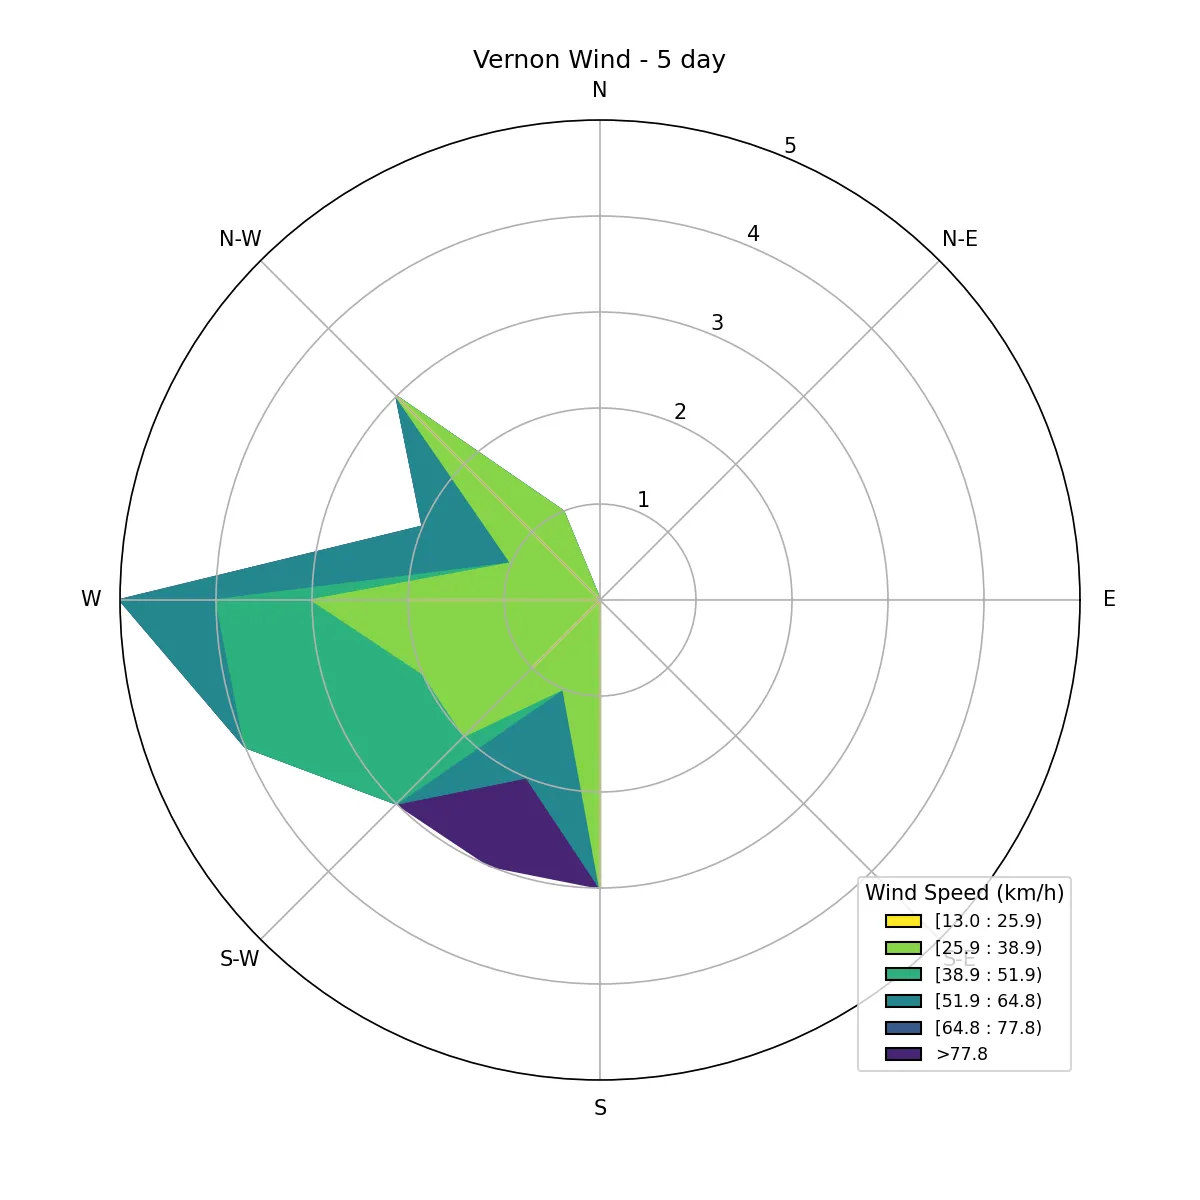 Vernon Wind - 5 day
N
5
N-W
4
N-E
3
2
1
W
E
Wind Speed (km/h)
[13.0 : 25.9)
[25.9 : 38.9)
S-W
S-E
[38.9 : 51.9)
[51.9 : 64.8)
[64.8 : 77.8)
>77.8
S